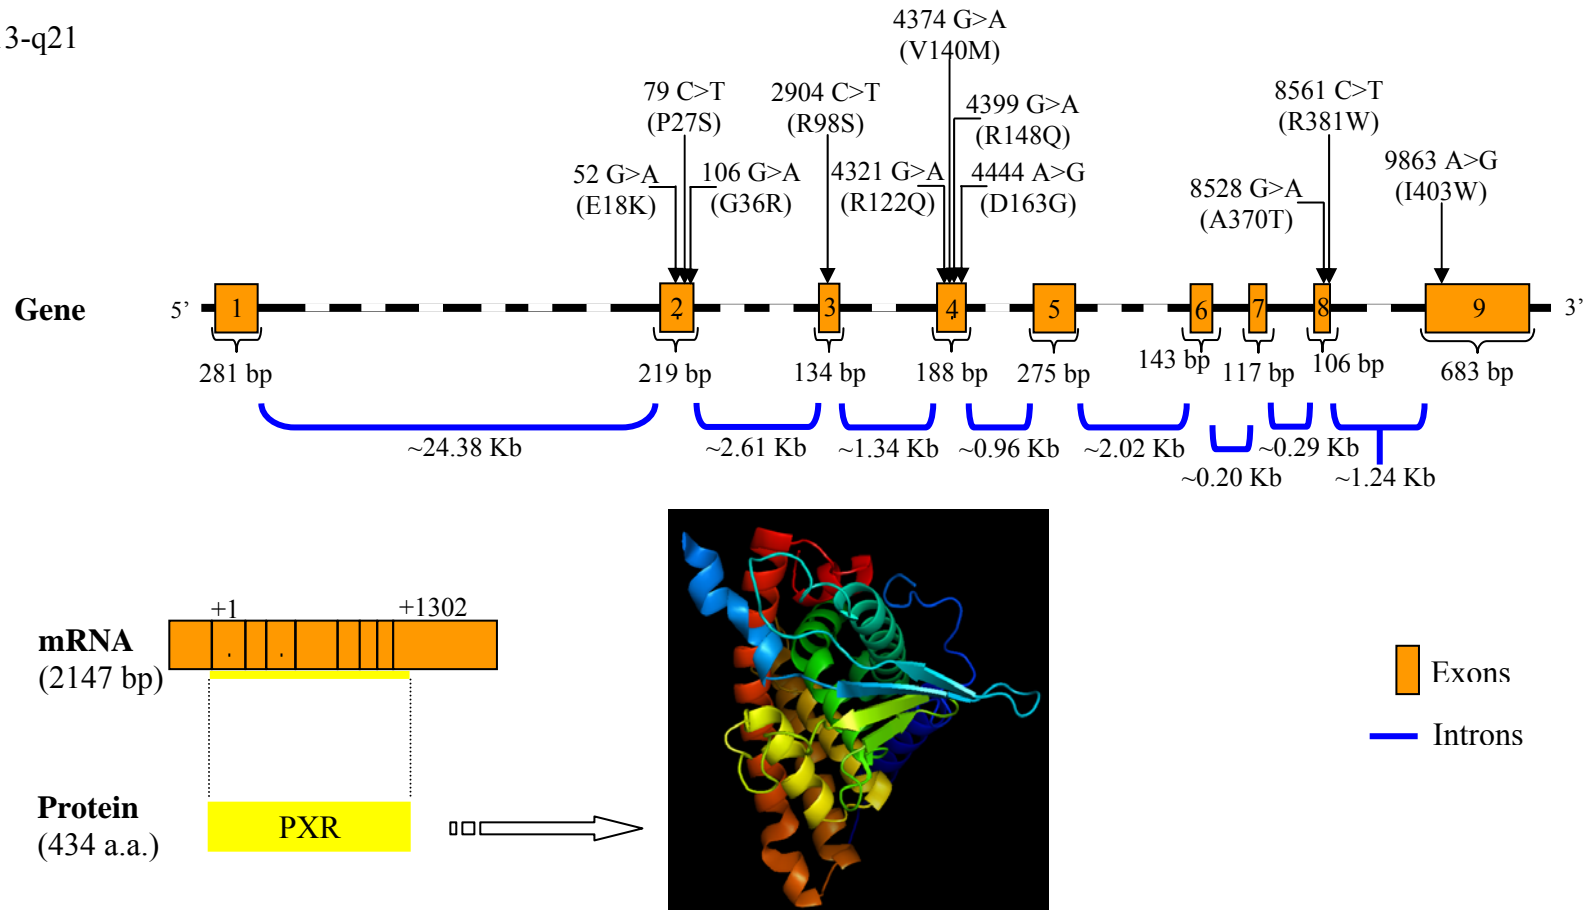 3-q21
4374 G>A
(V140M)
79 C>T
(P27S)
2904 C>T
(R98S)
4399 G>A
(R148Q)
8561 C>T
(R381W)
52 G>A
(E18K)
106 G>A
(G36R)
4321 G>A
(R122Q)
4444 A>G
(D163G)
8528 G>A
(A370T)
9863 A>G
(I403W)
Gene
5’
1
2
3
4
5
6
7
8
9
3’
281 bp
219 bp
134 bp
188 bp
275 bp
143 bp
117 bp
106 bp
683 bp
~24.38 Kb
~2.61 Kb
~1.34 Kb
~0.96 Kb
~2.02 Kb
~0.20 Kb
~0.29 Kb
~1.24 Kb
+1
+1302
mRNA
(2147 bp)
Exons
Introns
Protein
(434 a.a.)
PXR